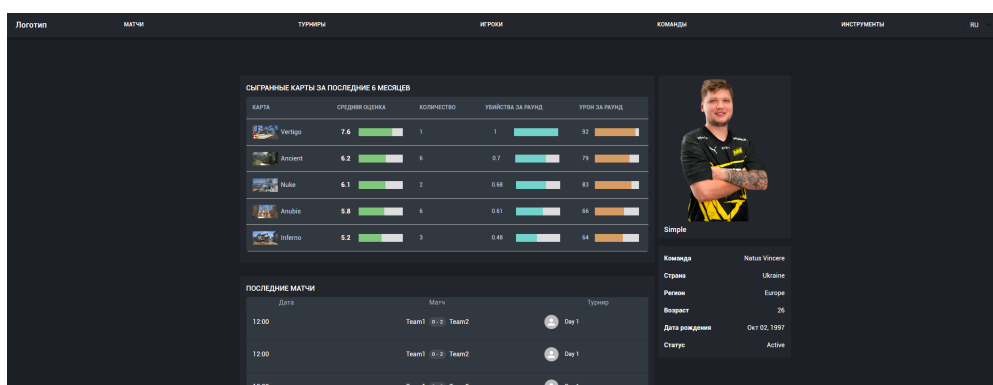 Логотип МАТЧИ ТУРНИРЫ ИГРОКИ КОМАНДЫ ИНСТРУМЕНТЫ RU
СЫГРАННЫЕ КАРТЫ ЗА ПОСЛЕДНИЕ 6 МЕСЯЦЕВ
КАРТА СРЕДНЯЯ ОЦЕНКА КОЛИЧЕСТВО УБИЙСТВА ЗА РАУНД УРОН ЗА РАУНД
Vertigo 7.6 1 1 92
Ancient 6.2 6 0.7 79
Nuke 6.1 2 0.68 83
Anubis 5.8 6 0.61 66
Inferno 5.2 3 0.48 64
ПОСЛЕДНИЕ МАТЧИ
Дата Матч Турнир
12:00 Team1 0 - 2 Team2 Day 1
12:00 Team1 0 - 2 Team2 Day 1
Simple
Команда Natus Vincere
Страна Ukraine
Регион Europe
Возраст 26
Дата рождения Окт 02, 1997
Статус Active